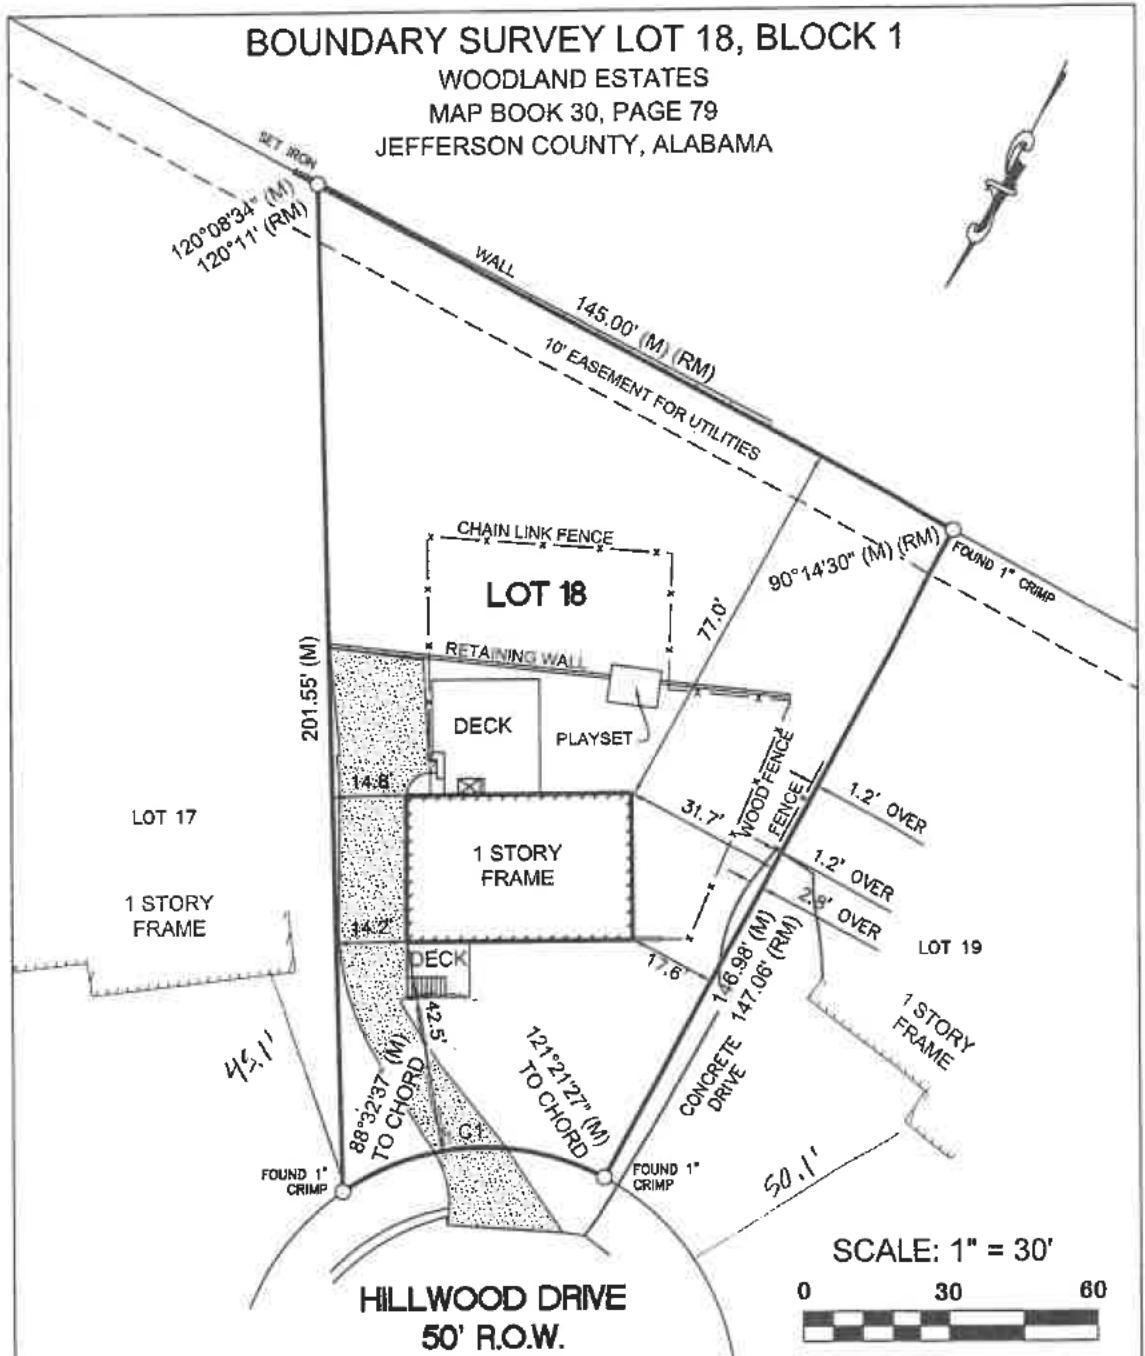 BOUNDARY SURVEY LOT 18, BLOCK 1
WOODLAND ESTATES
MAP BOOK 30, PAGE 79
JEFFERSON COUNTY, ALABAMA
SET IRON
120°08'34" (M)
120°11' (RM)
WALL
145.00' (M) (RM)
10' EASEMENT FOR UTILITIES
CHAIN LINK FENCE
90°14'30" (M) (RM)
FOUND 1" CRIMP
LOT 18
77.0'
RETAINING WALL
201.55' (M)
DECK
PLAYSET
WOOD FENCE
FENCE
14.8'
31.7'
1.2' OVER
LOT 17
1 STORY
FRAME
1.2' OVER
2.8' OVER
1 STORY
FRAME
14.2'
LOT 19
DECK
17.6'
146.98' (M)
147.06' (RM)
1 STORY
FRAME
42.5'
45.1'
88°32'37" (M)
TO CHORD
121°21'27" (M)
TO CHORD
CONCRETE
DRIVE
C1
FOUND 1"
CRIMP
FOUND 1"
CRIMP
50.1'
SCALE: 1" = 30'
0 30 60
HILLWOOD DRIVE
50' R.O.W.